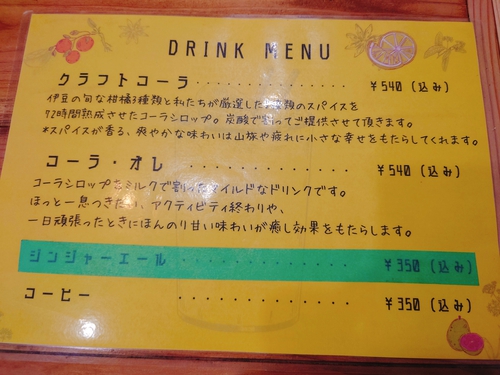 DRINK MENU
クラフトコーラ ················ ¥540 (込み)
伊豆の旬な柑橘3種類と私たちが厳選した 種類のスパイスを
72時間熟成させたコーラシロップ。炭酸で割ってご提供させて頂きます。
*スパイスが香る、爽やかな味わいは山旅や疲れに小さな幸せをもたらしてくれます。
コーラ・オレ ·············· ¥540 (込み)
コーラシロップをミルクで割ったマイルドなドリンクです。
ほっと一息つきたい、アクティビティ終わりや、
一日頑張ったときにほんのり甘い味わいが癒し効果をもたらします。
ジンジャーエール ·············· ¥350 (込み)
コーヒー ·············· ¥350 (込み)